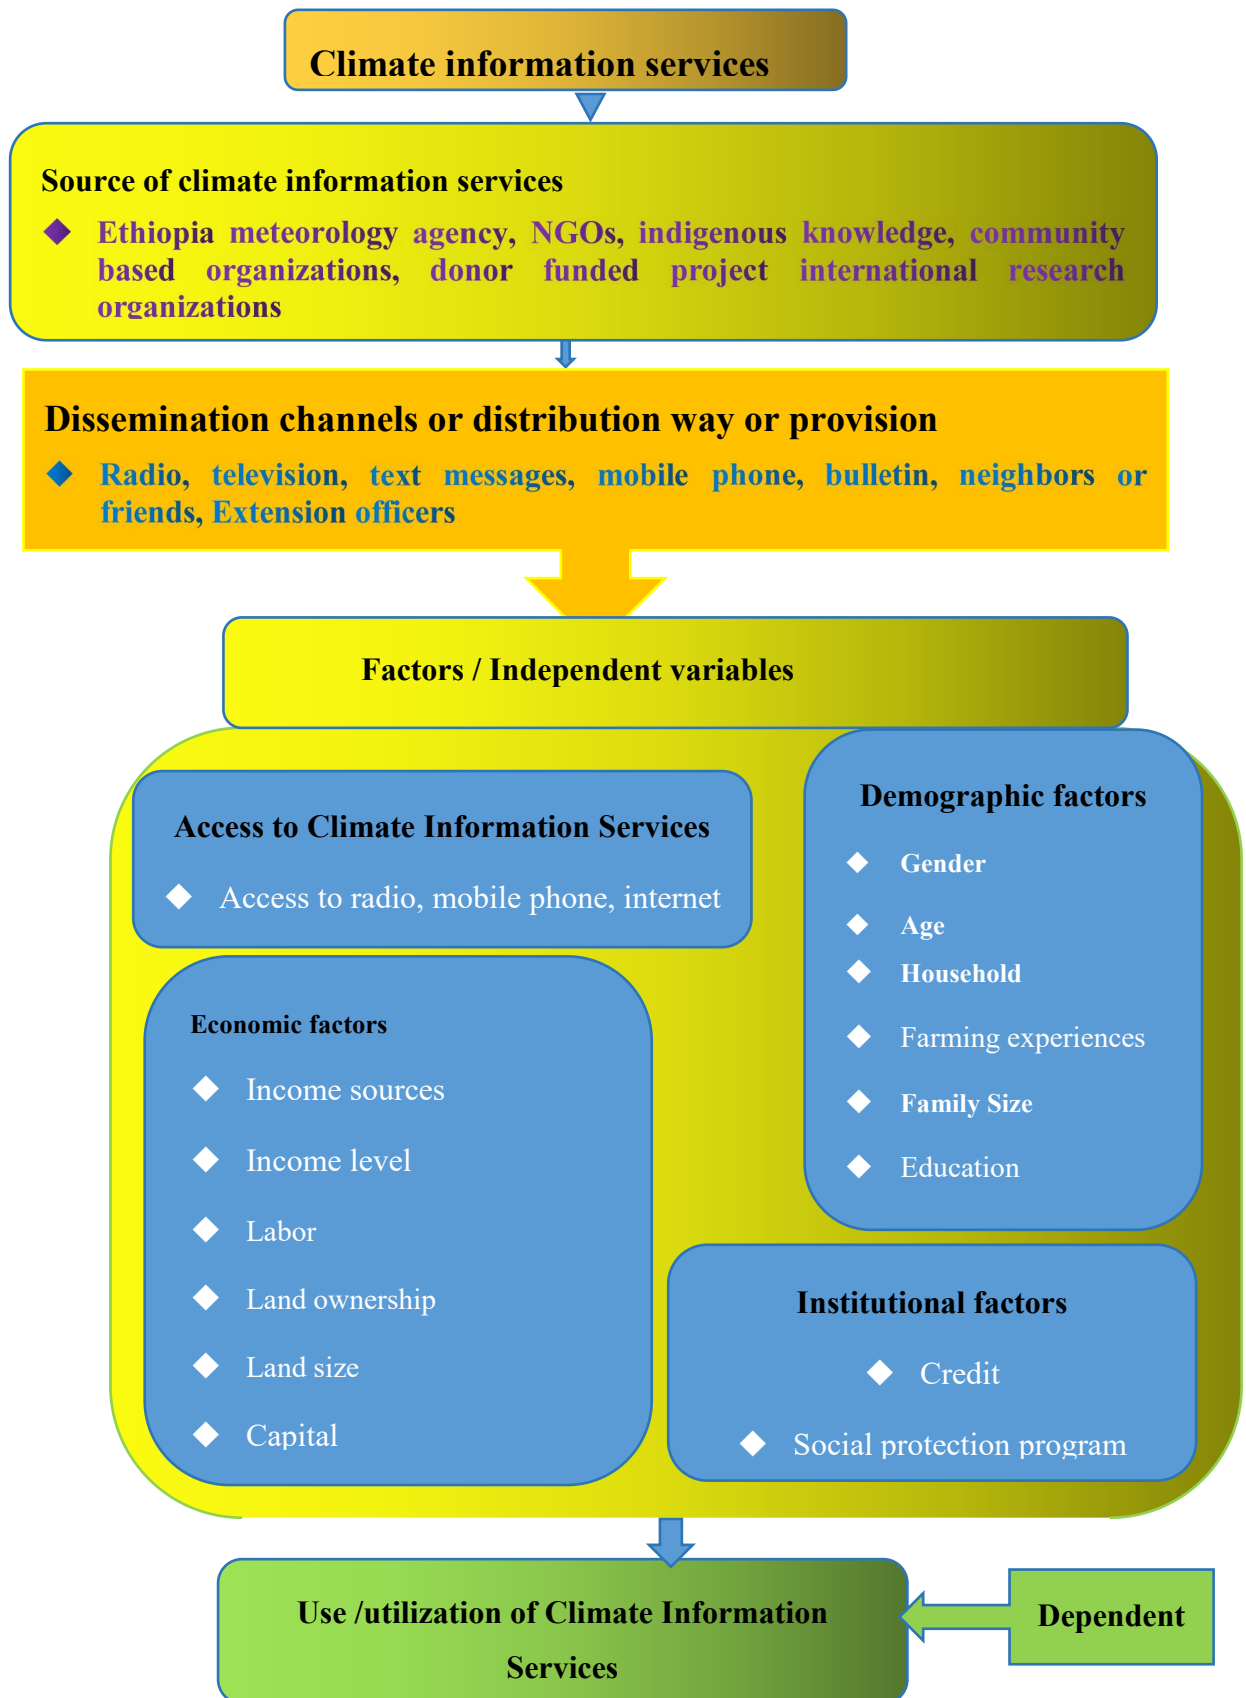 Climate information services
Source of climate information services
Ethiopia meteorology agency, NGOs, indigenous knowledge, community
based organizations, donor funded project international research
organizations
Dissemination channels or distribution way or provision
Radio, television, text messages, mobile phone, bulletin, neighbors or
friends, Extension officers
Factors / Independent variables
Access to Climate Information Services
Access to radio, mobile phone, internet
Economic factors
Income sources
Income level
Labor
Land ownership
Land size
Capital
Demographic factors
Gender
Age
Household
Farming experiences
Family Size
Education
Institutional factors
Credit
Social protection program
Use /utilization of Climate Information
Services
Dependent